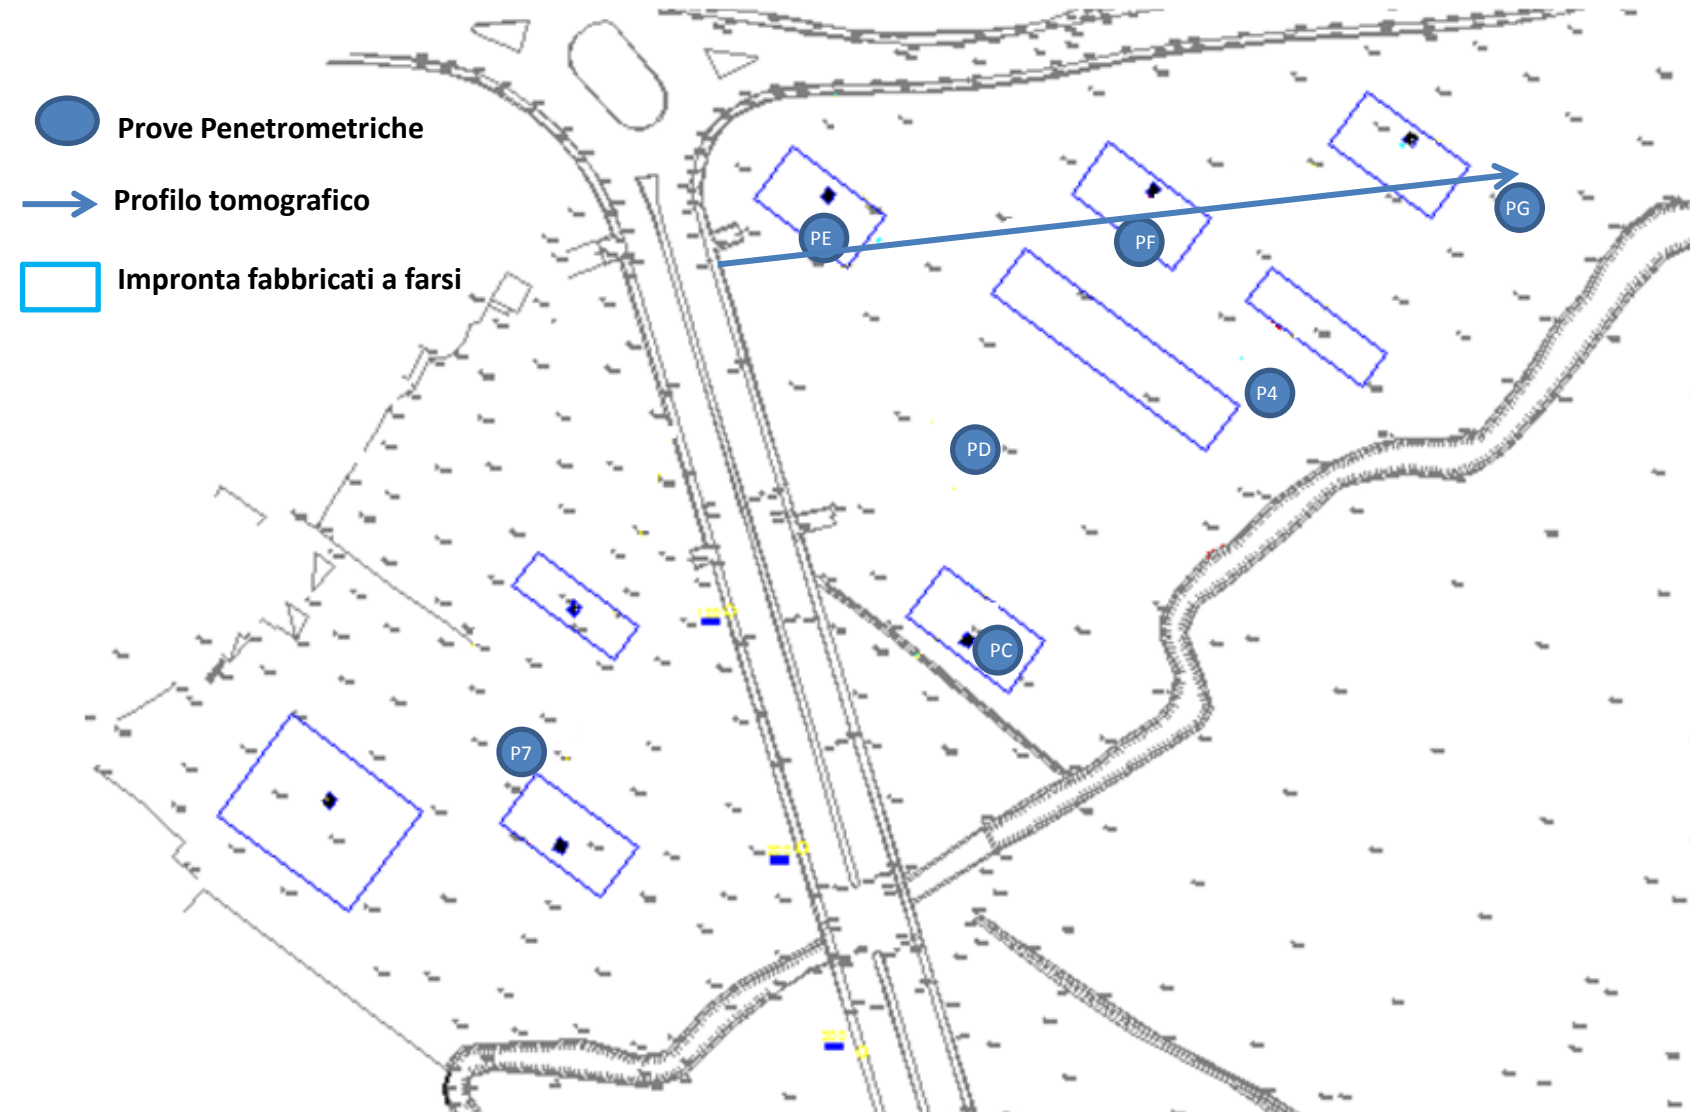 Prove Penetrometriche
Profilo tomografico
Impronta fabbricati a farsi
PE
PF
PG
P4
PD
PC
P7